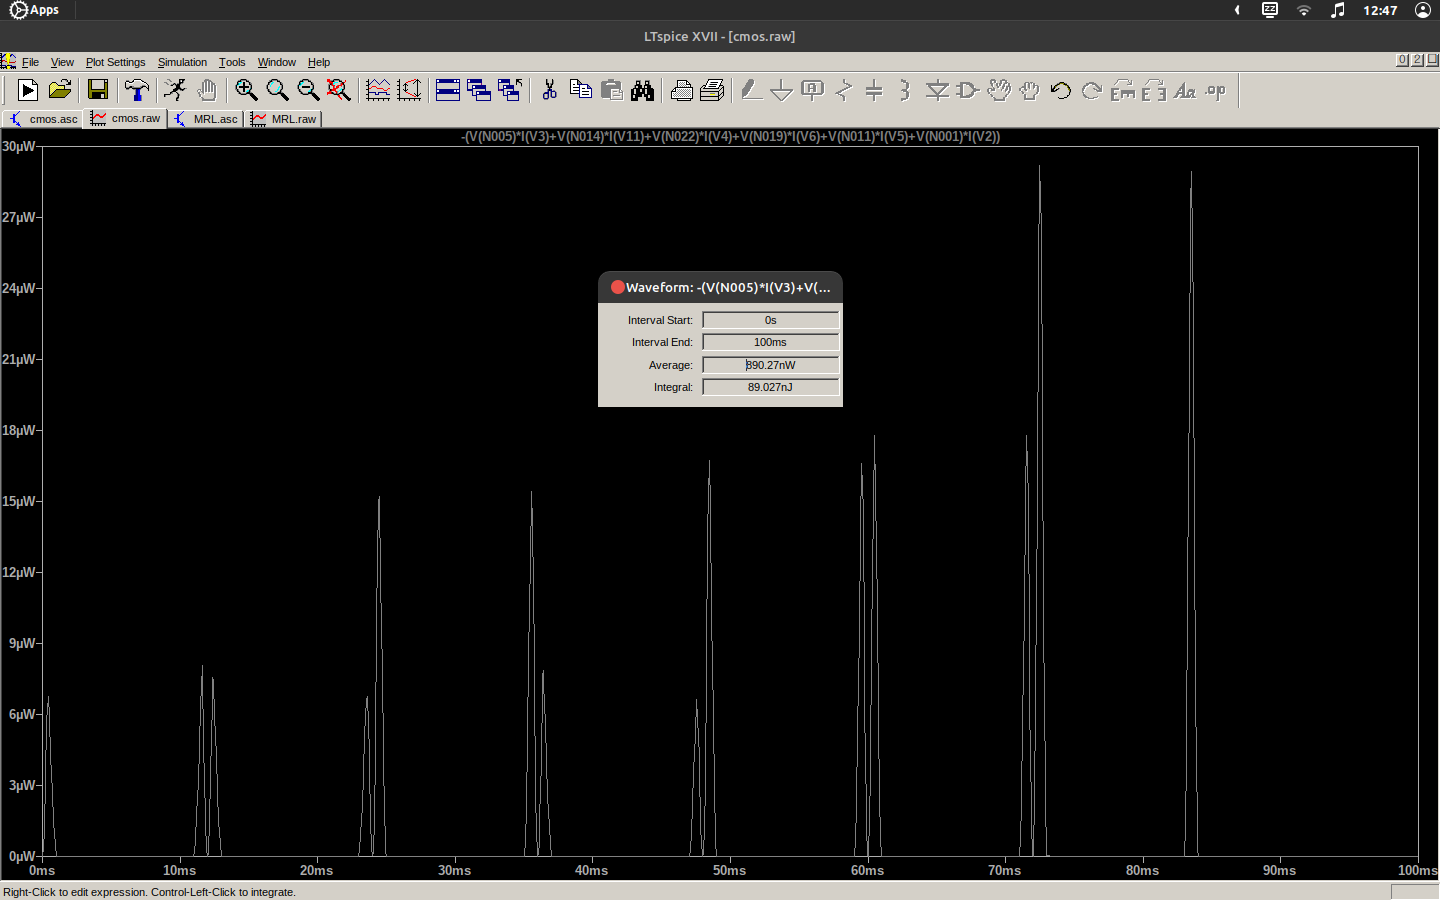 Apps
12:47
LTspice XVII - [cmos.raw]
File View Plot Settings Simulation Tools Window Help
cmos.asc cmos.raw MRL.asc MRL.raw
-(V(N005)*I(V3)+V(N014)*I(V11)+V(N022)*I(V4)+V(N019)*I(V6)+V(N011)*I(V5)+V(N001)*I(V2))
30µW
27µW
24µW
21µW
18µW
15µW
12µW
9µW
6µW
3µW
0µW
Waveform: -(V(N005)*I(V3)+V(...
Interval Start: 0s
Interval End: 100ms
Average: 890.27nW
Integral: 89.027nJ
0ms 10ms 20ms 30ms 40ms 50ms 60ms 70ms 80ms 90ms 100ms
Right-Click to edit expression. Control-Left-Click to integrate.